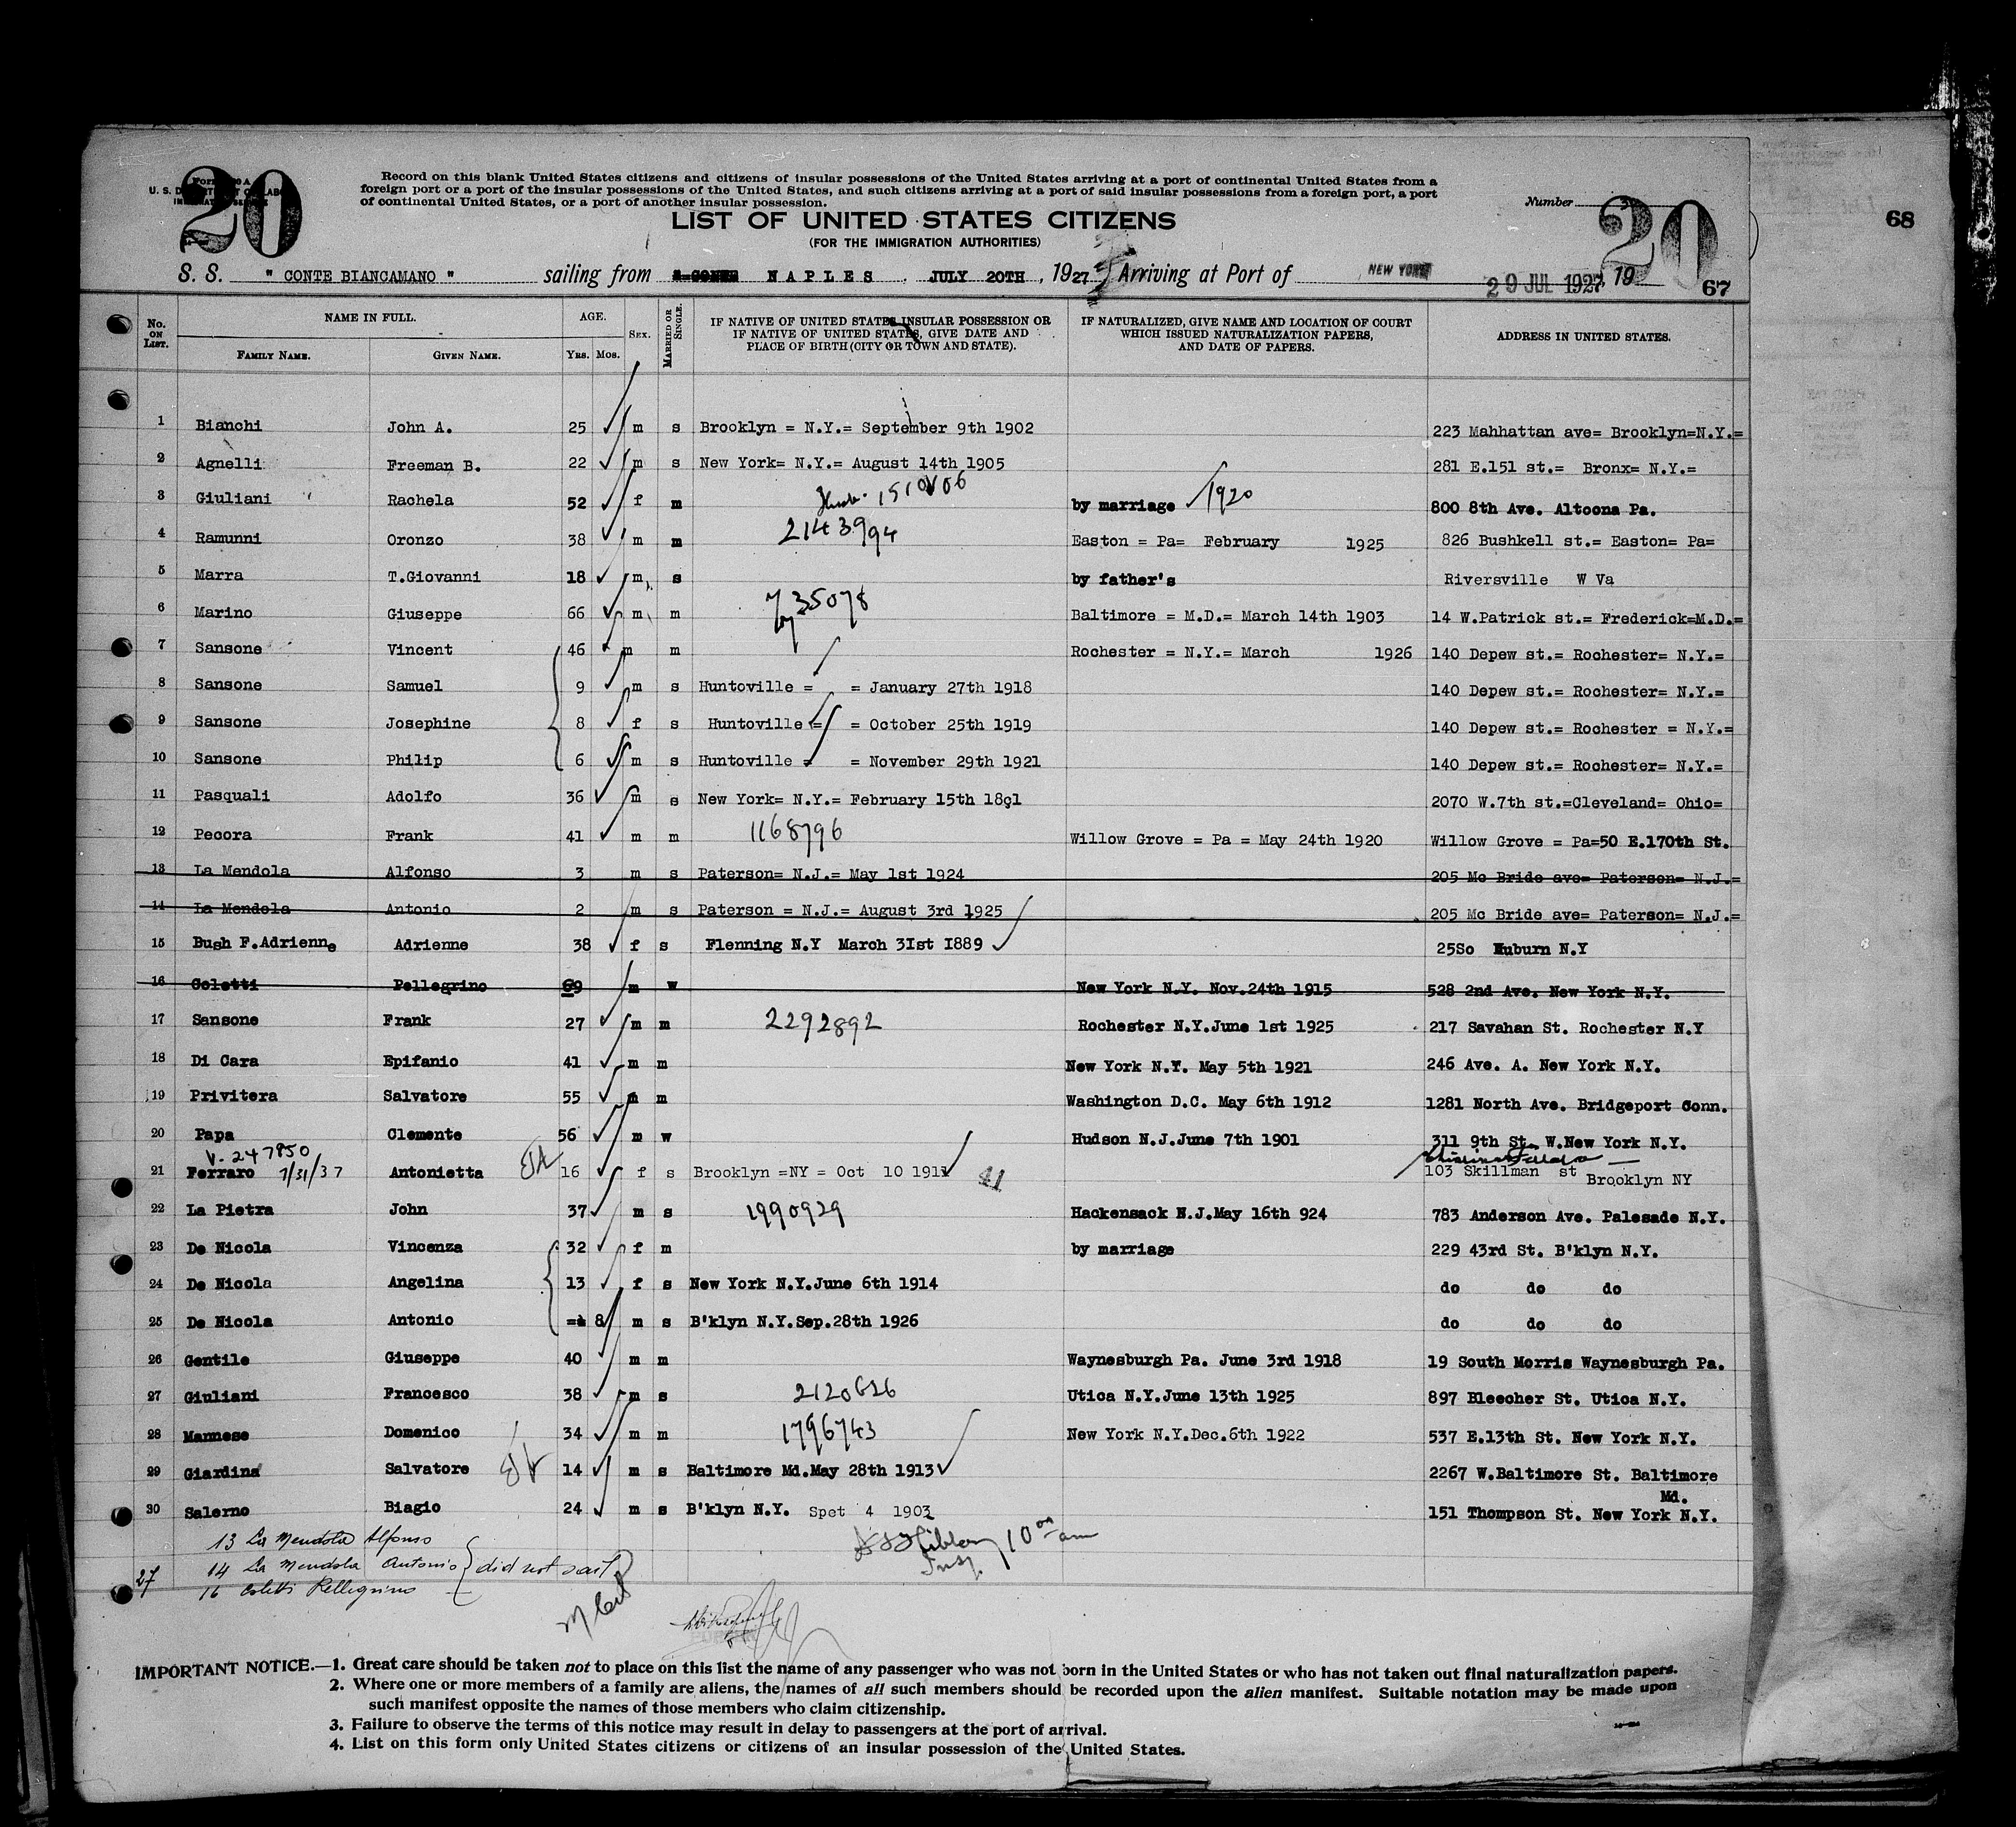 20
Form 500 A
U. S. DEPARTMENT OF LABOR
IMMIGRATION SERVICE
Record on this blank United States citizens and citizens of insular possessions of the United States arriving at a port of continental United States from a
foreign port or a port of the insular possessions of the United States, and such citizens arriving at a port of said insular possessions from a foreign port, a port
of continental United States, or a port of another insular possession.
Number 20
68
LIST OF UNITED STATES CITIZENS
(FOR THE IMMIGRATION AUTHORITIES)
S. S. " CONTE BIANCAMANO " sailing from NAPLES . JULY 20TH , 1927 Arriving at Port of NEW YORK 29 JUL 1927, 19 67
No. ON LIST. NAME IN FULL. FAMILY NAME. GIVEN NAME. AGE. YRS. MOS. SEX. MARRIED OR SINGLE. IF NATIVE OF UNITED STATES INSULAR POSSESSION OR IF NATIVE OF UNITED STATES, GIVE DATE AND PLACE OF BIRTH (CITY OR TOWN AND STATE). IF NATURALIZED, GIVE NAME AND LOCATION OF COURT WHICH ISSUED NATURALIZATION PAPERS, AND DATE OF PAPERS. ADDRESS IN UNITED STATES.
1 Bianchi John A. 25 m s Brooklyn = N.Y.= September 9th 1902 223 Mahhattan ave= Brooklyn=N.Y.=
2 Agnelli Freeman B. 22 m s New York= N.Y.= August 14th 1905 281 E.151 st.= Bronx= N.Y.=
3 Giuliani Rachela 52 f m by marriage 1920 800 8th Ave. Altoona Pa.
4 Ramunni Oronzo 38 m m 2143994 Easton = Pa= February 1925 826 Bushkell st.= Easton= Pa=
5 Marra T.Giovanni 18 m s by father's Riversville W Va
6 Marino Giuseppe 66 m m 735078 Baltimore = M.D.= March 14th 1903 14 W.Patrick st.= Frederick=M.D.=
7 Sansone Vincent 46 m m Rochester = N.Y.= March 1926 140 Depew st.= Rochester= N.Y.=
8 Sansone Samuel 9 m s Huntoville = = January 27th 1918 140 Depew st.= Rochester= N.Y.=
9 Sansone Josephine 8 f s Huntoville = = October 25th 1919 140 Depew st.= Rochester = N.Y.=
10 Sansone Philip 6 m s Huntoville = = November 29th 1921 140 Depew st.= Rochester= N.Y.=
11 Pasquali Adolfo 36 m s New York= N.Y.= February 15th 1891 2070 W.7th st.=Cleveland= Ohio=
12 Pecora Frank 41 m m 1168796 Willow Grove = Pa = May 24th 1920 Willow Grove = Pa=50 E.170th St.
13 La Mendola Alfonso 3 m s Paterson= N.J.= May 1st 1924 205 Mc Bride ave= Paterson= N.J.=
14 La Mendola Antonio 2 m s Paterson = N.J.= August 3rd 1925 205 Mc Bride ave= Paterson= N.J.=
15 Bush F.Adrienne Adrienne 38 f s Flenning N.Y March 3Ist I889 25So Huburn N.Y
16 Coletti Pellegrino 69 m w New York N.Y. Nov.24th 1915 528 2nd Ave. New York N.Y.
17 Sansone Frank 27 m m 2292892 Rochester N.Y.June 1st 1925 217 Savahan St. Rochester N.Y
18 Di Cara Epifanio 41 m m New York N.Y. May 5th 1921 246 Ave. A. New York N.Y.
19 Privitera Salvatore 55 m m Washington D.C. May 6th 1912 1281 North Ave. Bridgeport Conn.
20 Papa Clemente 56 m w Hudson N.J.June 7th 1901 311 9th St. W.New York N.Y.
V. 247850
21 Ferraro 7/31/37 Antonietta 16 f s Brooklyn =NY = Oct 10 1911 41 103 Skillman st Brooklyn NY
22 La Pietra John 37 m s 1990929 Hackensack N.J.May 16th 924 783 Anderson Ave. Palesade N.Y.
23 De Nicola Vincenza 32 f m by marriage 229 43rd St. B'klyn N.Y.
24 De Nicola Angelina 13 f s New York N.Y.June 6th 1914 do do do
25 De Nicola Antonio 8 m s B'klyn N.Y.Sep.28th 1926 do do do
26 Gentile Giuseppe 40 m m Waynesburgh Pa. June 3rd 1918 19 South Morris Waynesburgh Pa.
27 Giuliani Francesco 38 m s 2120626 Utica N.Y.June 13th 1925 897 Bleecher St. Utica N.Y.
28 Mannese Domenico 34 m m 1796743 New York N.Y.Dec.6th 1922 537 E.13th St. New York N.Y.
29 Giardina Salvatore 14 m s Baltimore Md.May 28th 1913 2267 W.Baltimore St. Baltimore Md.
30 Salerno Biagio 24 m s B'klyn N.Y. Spet 4 1903 151 Thompson St. New York N.Y.
13 La Mendola Alfonso
14 La Mendola Antonio did not sail
16 Coletti Pellegrino
27
Insp. 10 00 am
IMPORTANT NOTICE.—1. Great care should be taken not to place on this list the name of any passenger who was not born in the United States or who has not taken out final naturalization papers.
2. Where one or more members of a family are aliens, the names of all such members should be recorded upon the alien manifest. Suitable notation may be made upon
such manifest opposite the names of those members who claim citizenship.
3. Failure to observe the terms of this notice may result in delay to passengers at the port of arrival.
4. List on this form only United States citizens or citizens of an insular possession of the United States.